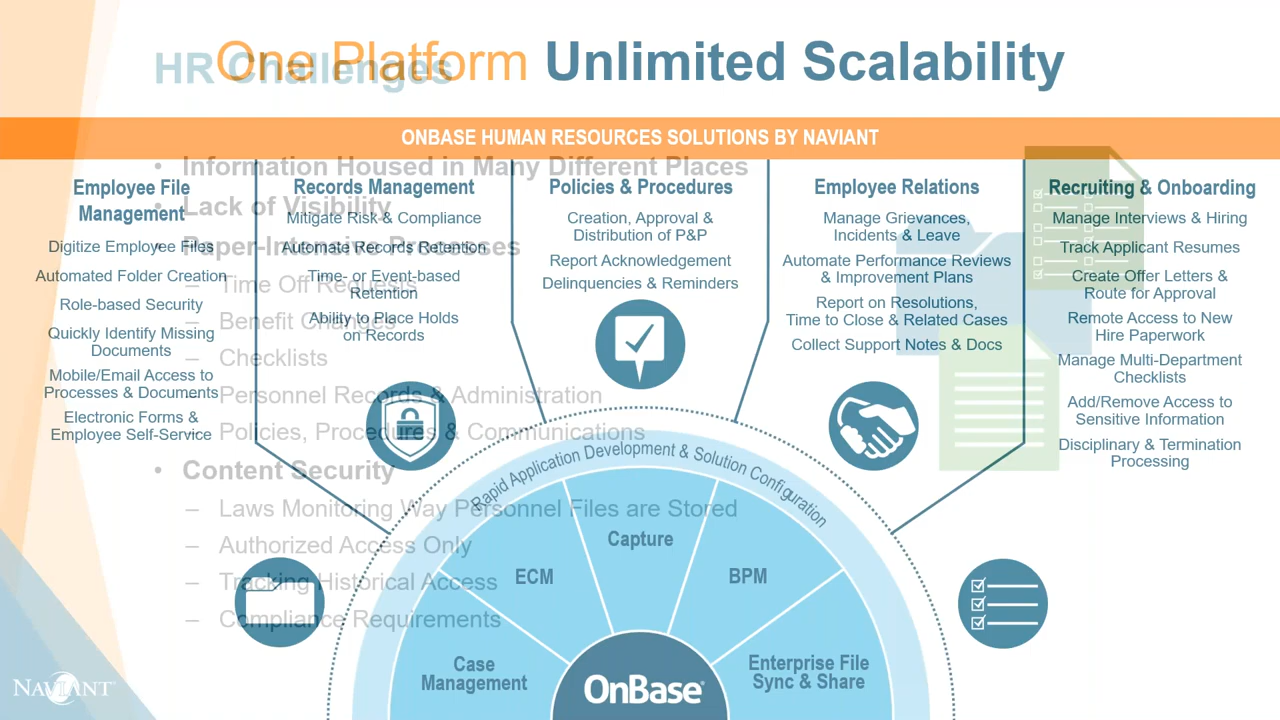 One Platform Unlimited Scalability
HR Challenges
ONBASE HUMAN RESOURCES SOLUTIONS BY NAVIANT
Employee File
Management
Digitize Employee Files
Automated Folder Creation
Role-based Security
Quickly Identify Missing
Documents
Mobile/Email Access to
Processes & Documents
Electronic Forms &
Employee Self-Service
Records Management
Mitigate Risk & Compliance
Automate Records Retention
Time- or Event-based
Retention
Ability to Place Holds
on Records
Policies & Procedures
Creation, Approval &
Distribution of P&P
Report Acknowledgement
Delinquencies & Reminders
Employee Relations
Manage Grievances,
Incidents & Leave
Automate Performance Reviews
& Improvement Plans
Report on Resolutions,
Time to Close & Related Cases
Collect Support Notes & Docs
Recruiting & Onboarding
Manage Interviews & Hiring
Track Applicant Resumes
Create Offer Letters &
Route for Approval
Remote Access to New
Hire Paperwork
Manage Multi-Department
Checklists
Add/Remove Access to
Sensitive Information
Disciplinary & Termination
Processing
• Information Housed in Many Different Places
• Lack of Visibility
• Paper-Intensive Processes
– Time Off Requests
– Benefit Changes
– Checklists
– Personnel Records & Administration
– Policies, Procedures & Communications
• Content Security
– Laws Monitoring Way Personnel Files are Stored
– Authorized Access Only
– Tracking Historical Access
– Compliance Requirements
Rapid Application Development & Solution Configuration
Case
Management
ECM
Capture
BPM
Enterprise File
Sync & Share
OnBase®
NAVIANT